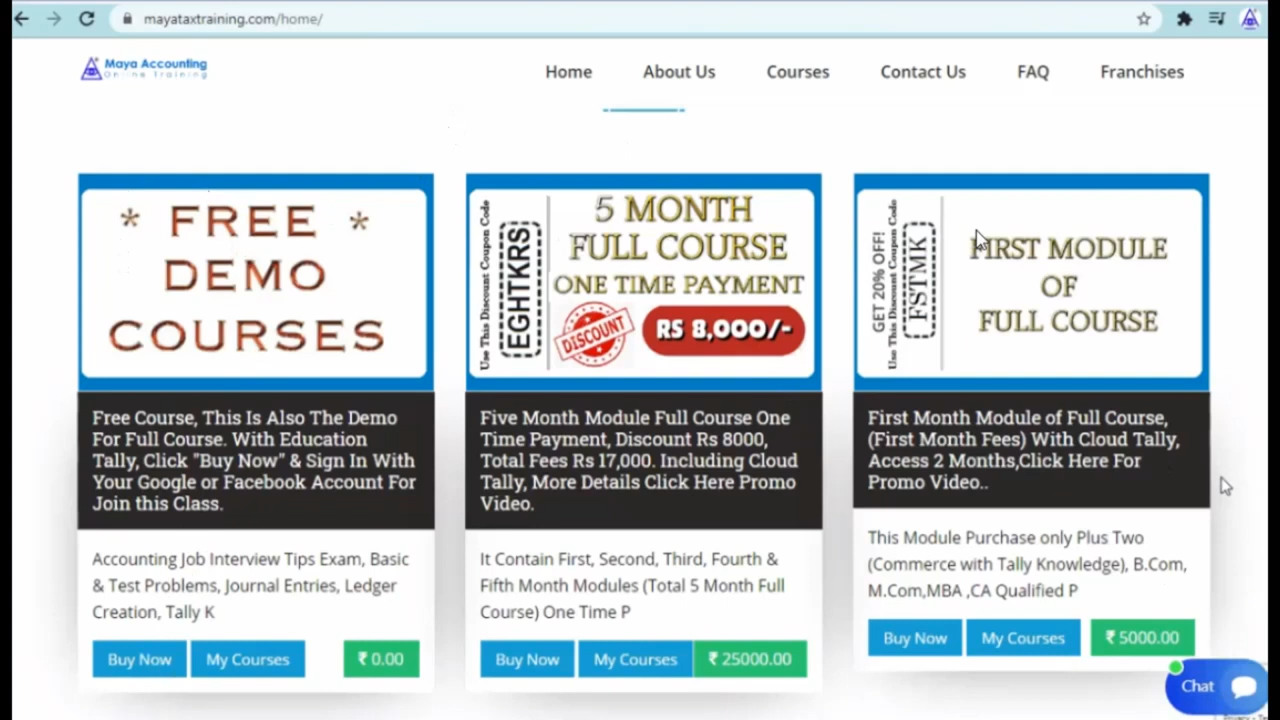 mayataxtraining.com/home/
Maya Accounting
Online Training
Home
About Us
Courses
Contact Us
FAQ
Franchises
* FREE *
DEMO
COURSES
Free Course, This Is Also The Demo
For Full Course. With Education
Tally, Click "Buy Now" & Sign In With
Your Google or Facebook Account For
Join this Class.
Accounting Job Interview Tips Exam, Basic
& Test Problems, Journal Entries, Ledger
Creation, Tally K
Buy Now
My Courses
₹ 0.00
Use This Discount Coupon Code
EGHTKRS
5 MONTH
FULL COURSE
ONE TIME PAYMENT
DISCOUNT
RS 8,000/-
Five Month Module Full Course One
Time Payment, Discount Rs 8000,
Total Fees Rs 17,000. Including Cloud
Tally, More Details Click Here Promo
Video.
It Contain First, Second, Third, Fourth &
Fifth Month Modules (Total 5 Month Full
Course) One Time P
Buy Now
My Courses
₹ 25000.00
GET 20% OFF!
Use This Discount Coupon Code
FSTMK
FIRST MODULE
OF
FULL COURSE
First Month Module of Full Course,
(First Month Fees) With Cloud Tally,
Access 2 Months,Click Here For
Promo Video..
This Module Purchase only Plus Two
(Commerce with Tally Knowledge), B.Com,
M.Com,MBA ,CA Qualified P
Buy Now
My Courses
₹ 5000.00
Chat